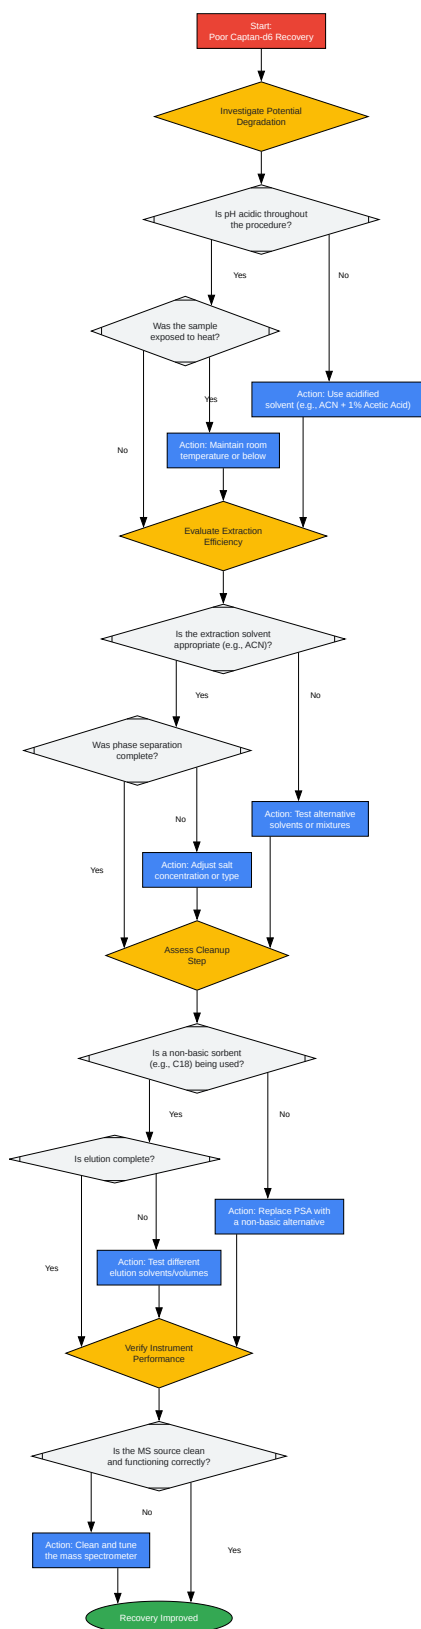 Start:
Poor Captan-d6 Recovery
Investigate Potential
Degradation
Is pH acidic throughout
the procedure?
Yes
No
Was the sample
exposed to heat?
Action: Use acidified
solvent (e.g., ACN + 1% Acetic Acid)
Yes
Action: Maintain room
temperature or below
No
Evaluate Extraction
Efficiency
Is the extraction solvent
appropriate (e.g., ACN)?
Yes
No
Was phase separation
complete?
Action: Test alternative
solvents or mixtures
No
Action: Adjust salt
concentration or type
Yes
Assess Cleanup
Step
Is a non-basic sorbent
(e.g., C18) being used?
Yes
No
Is elution complete?
Action: Replace PSA with
a non-basic alternative
No
Action: Test different
elution solvents/volumes
Yes
Verify Instrument
Performance
Is the MS source clean
and functioning correctly?
No
Action: Clean and tune
the mass spectrometer
Yes
Recovery Improved